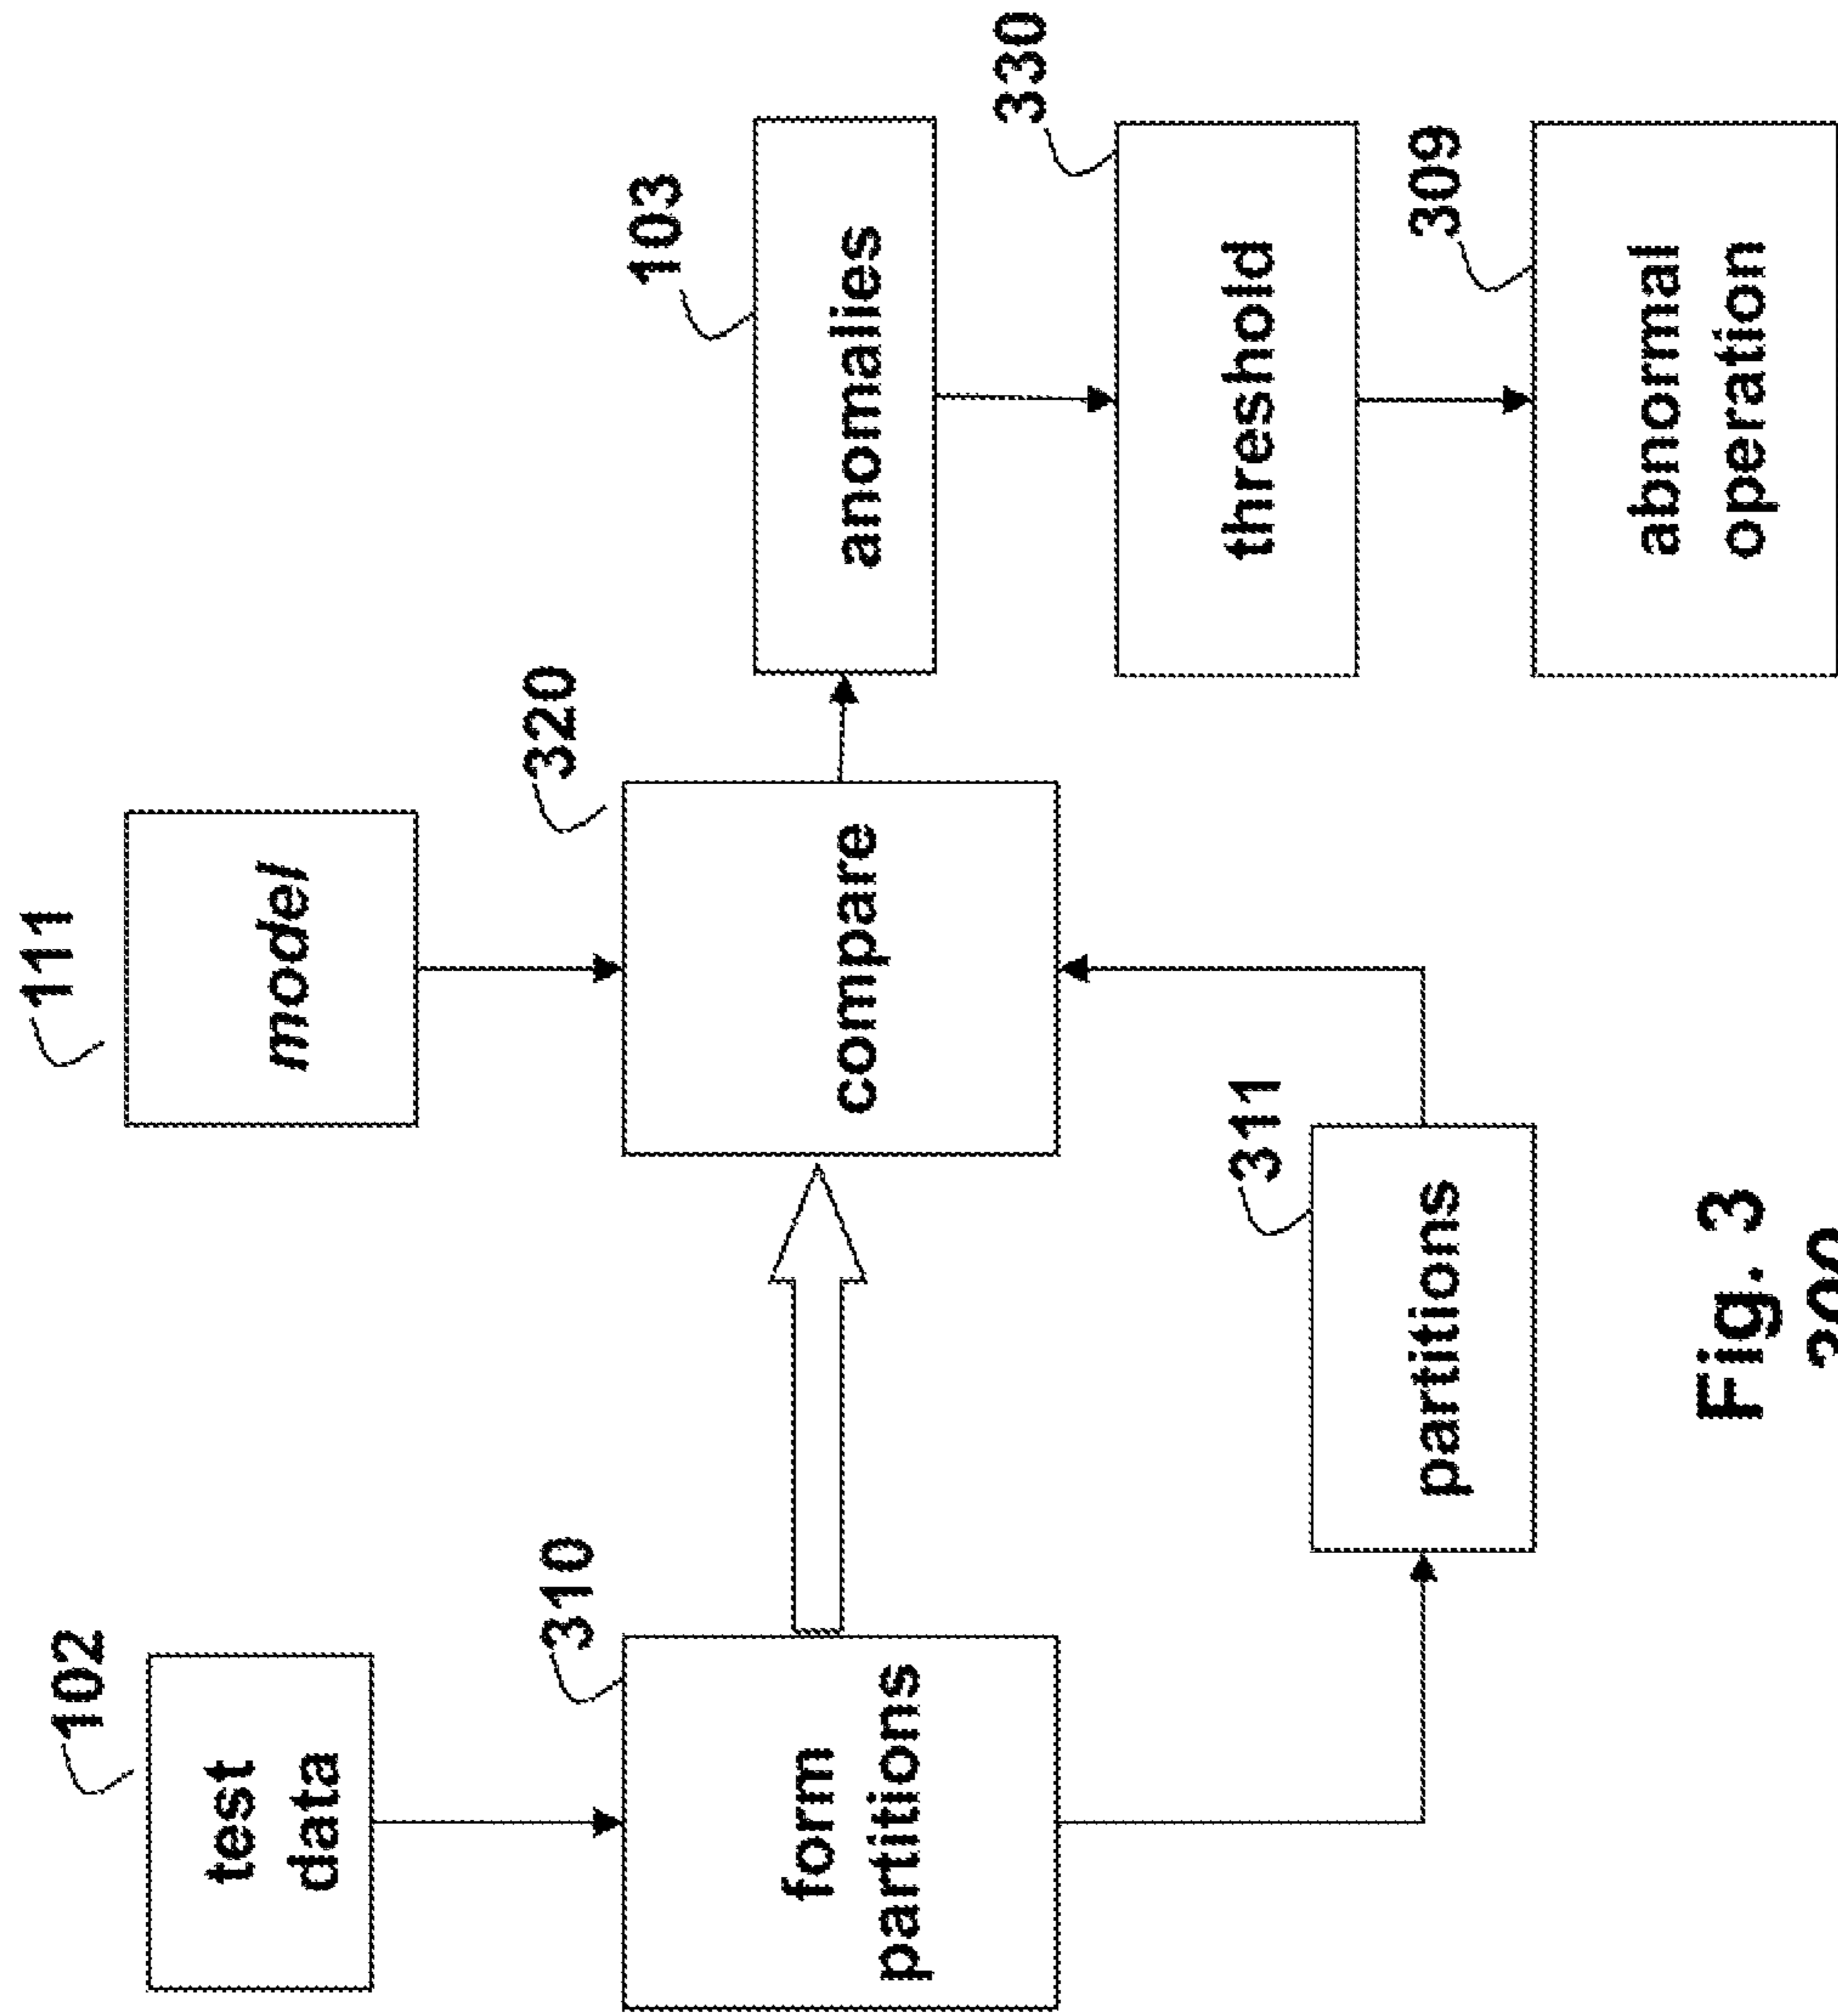 102
test
data
310
form
partitions
111
model
320
compare
311
partitions
103
anomalies
330
threshold
309
abnormal
operation
Fig. 3